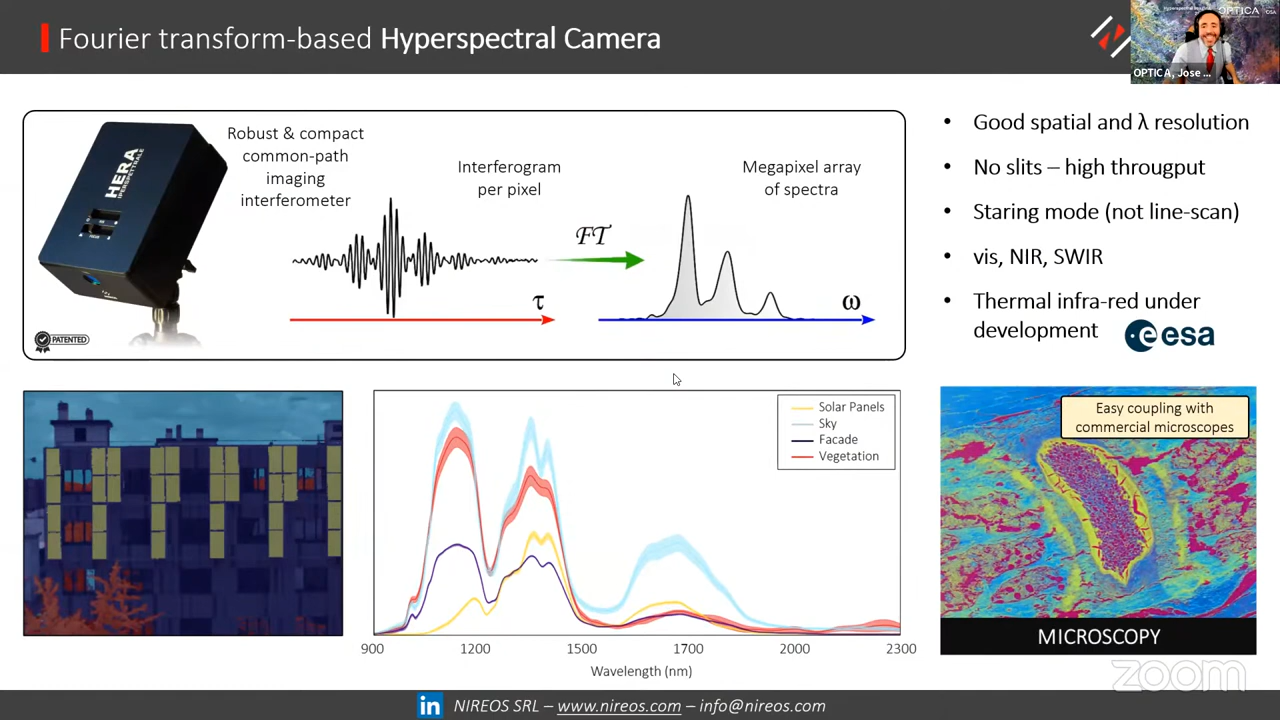 Fourier transform-based Hyperspectral Camera
OPTICA
OPTICA, Jose ...
HERA
IPERSPETTRALE
PATENTED
Robust & compact
common-path
imaging
interferometer
Interferogram
per pixel
τ
FT
Megapixel array
of spectra
ω
• Good spatial and λ resolution
• No slits – high througput
• Staring mode (not line-scan)
• vis, NIR, SWIR
• Thermal infra-red under
development
esa
Solar Panels
Sky
Facade
Vegetation
900 1200 1500 1700 2000 2300
Wavelength (nm)
Easy coupling with
commercial microscopes
MICROSCOPY
zoom
in NIREOS SRL – www.nireos.com – info@nireos.com